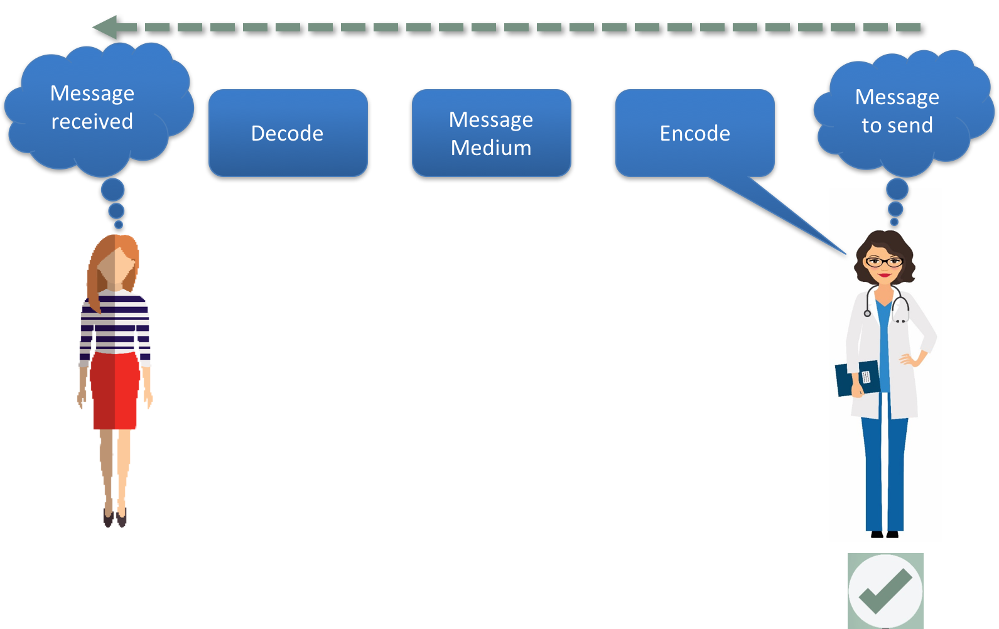 Message
received
Decode
Message
Medium
Encode
Message
to send